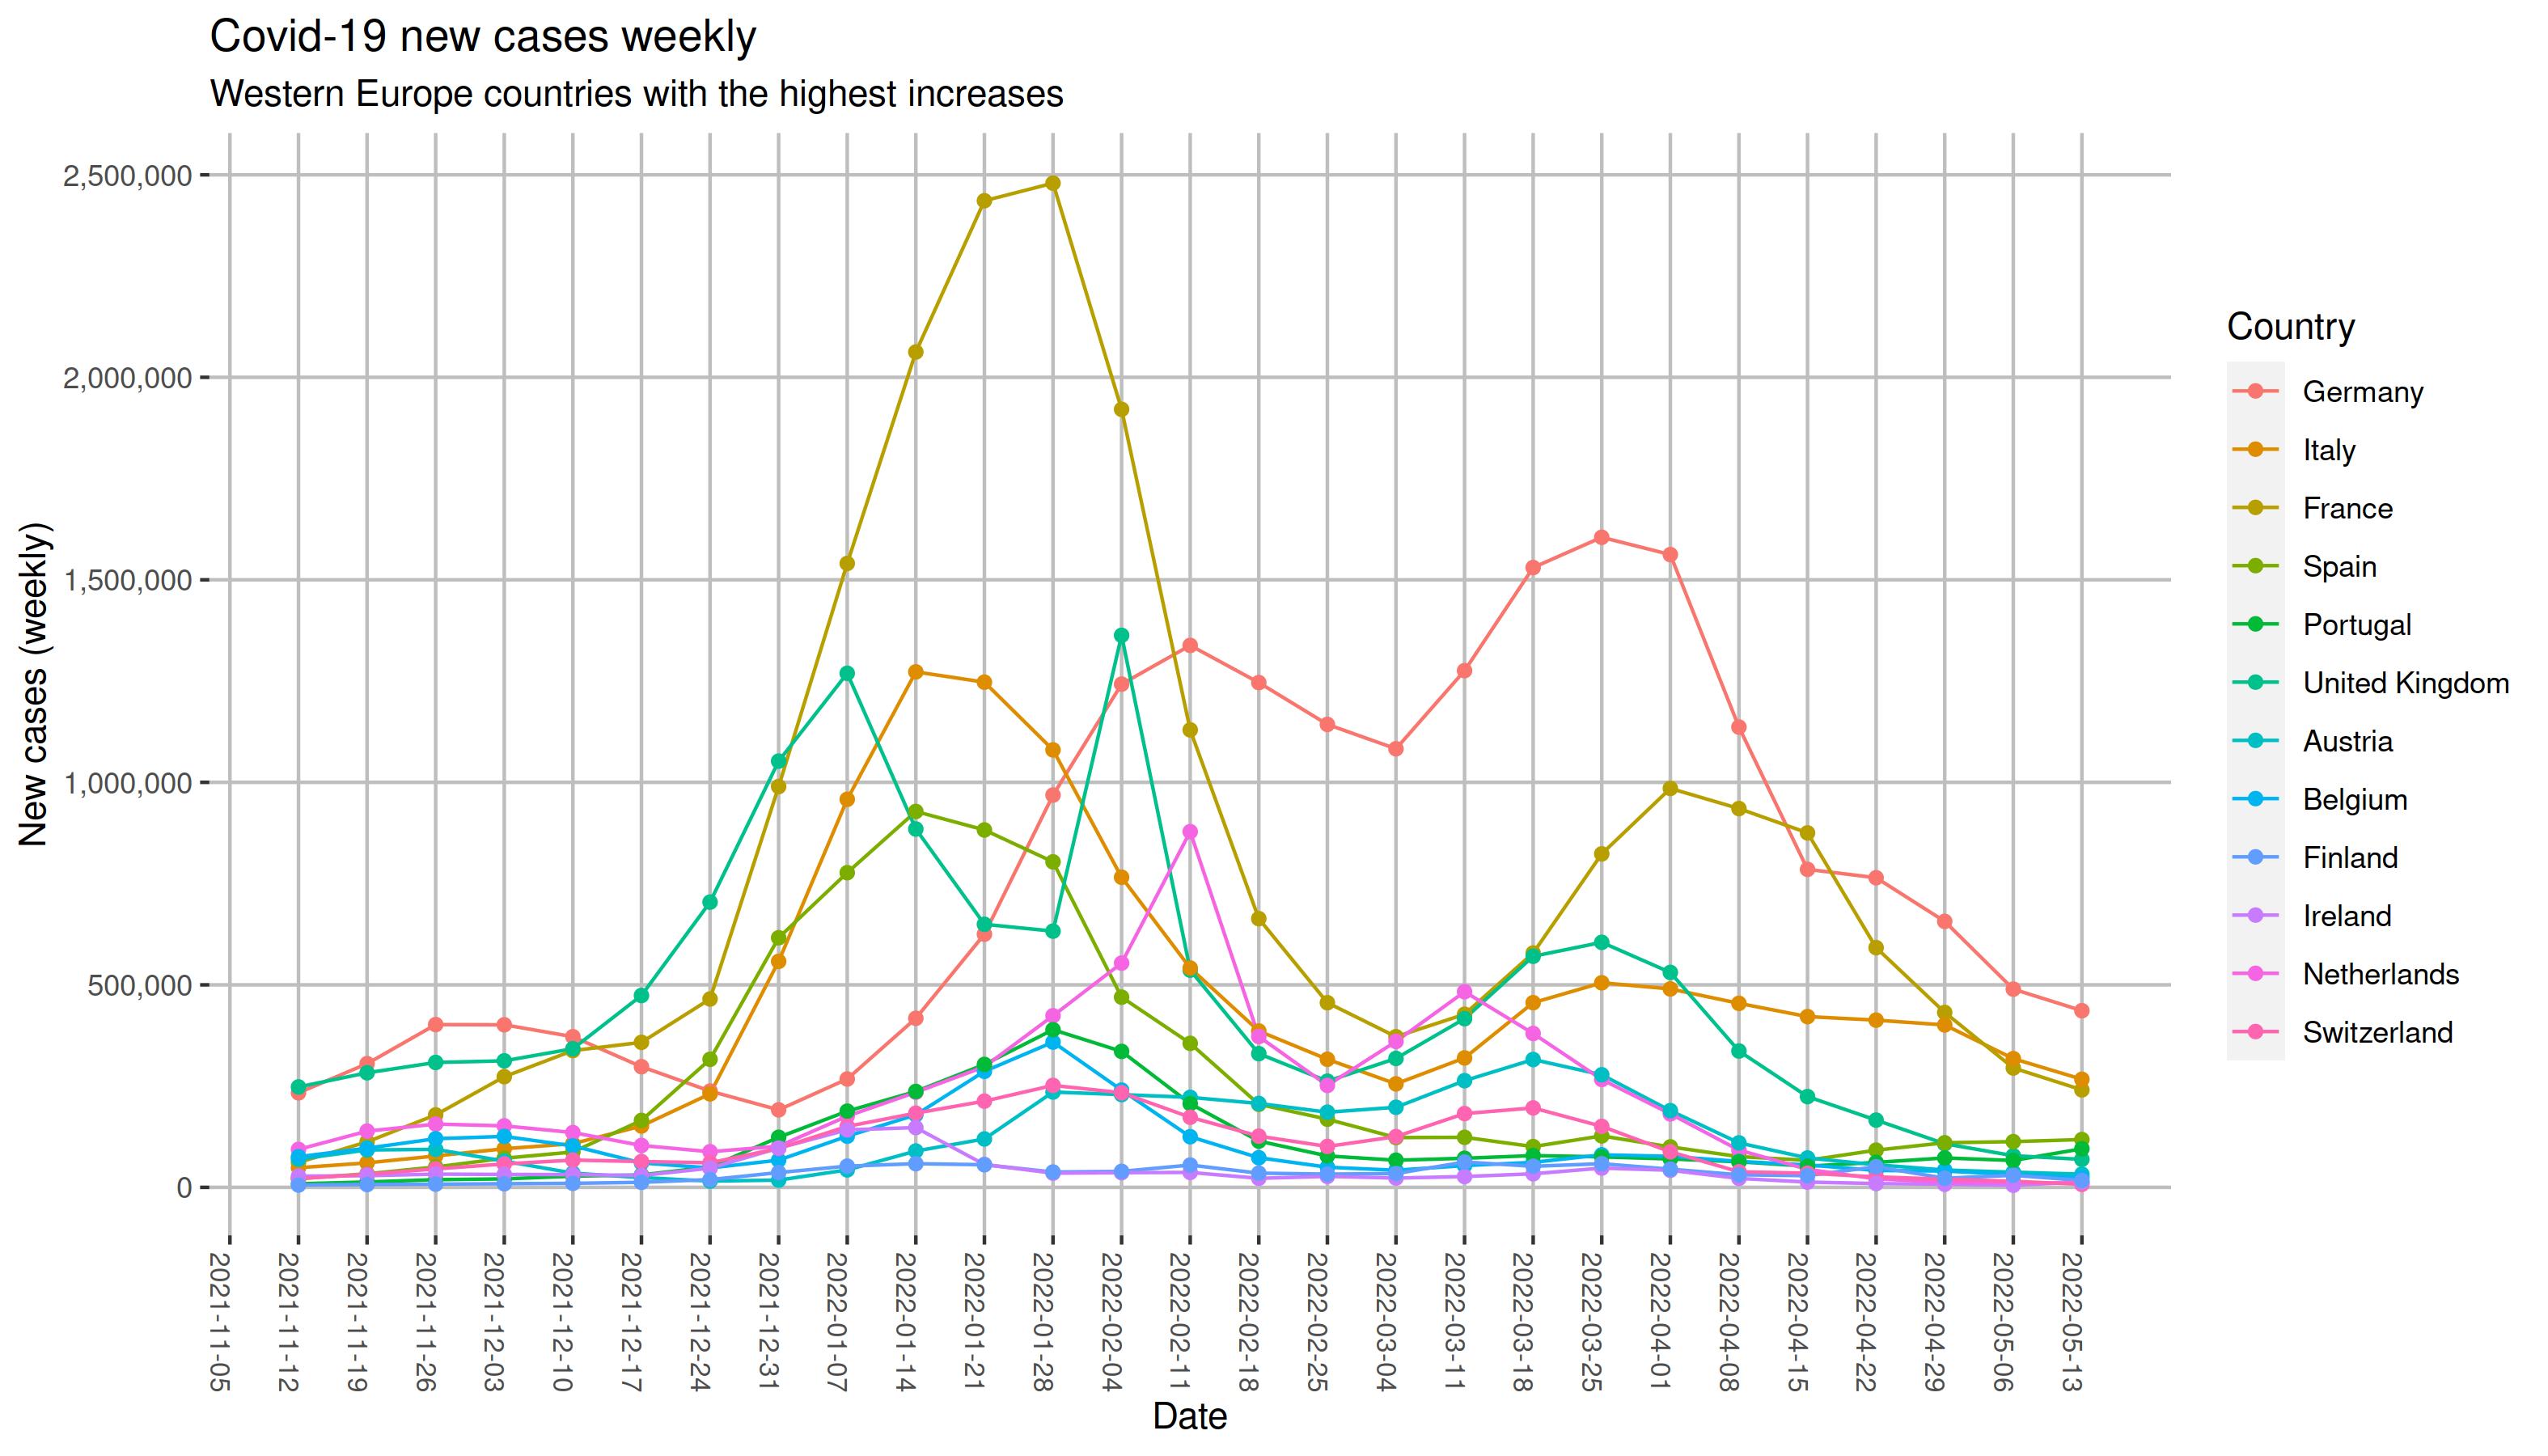 Covid-19 new cases weekly
Western Europe countries with the highest increases
New cases (weekly)
2,500,000
2,000,000
1,500,000
1,000,000
500,000
0
2021-11-05
2021-11-12
2021-11-19
2021-11-26
2021-12-03
2021-12-10
2021-12-17
2021-12-24
2021-12-31
2022-01-07
2022-01-14
2022-01-21
2022-01-28
2022-02-04
2022-02-11
2022-02-18
2022-02-25
2022-03-04
2022-03-11
2022-03-18
2022-03-25
2022-04-01
2022-04-08
2022-04-15
2022-04-22
2022-04-29
2022-05-06
2022-05-13
Date
Country
Germany
Italy
France
Spain
Portugal
United Kingdom
Austria
Belgium
Finland
Ireland
Netherlands
Switzerland